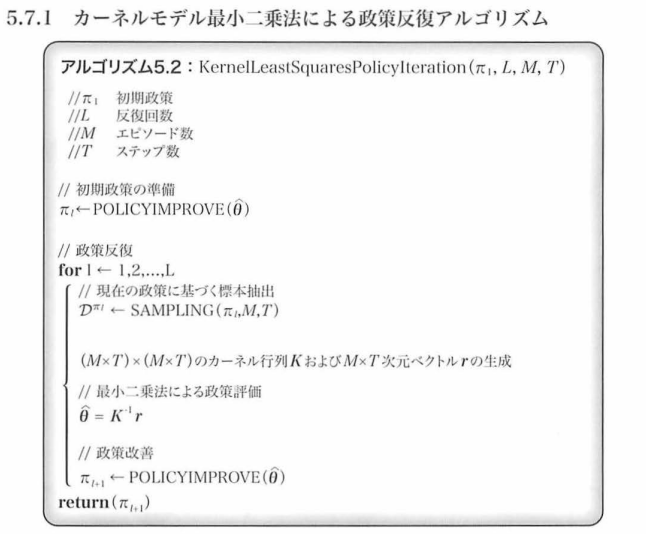 5.7.1 カーネルモデル最小二乗法による政策反復アルゴリズム
アルゴリズム5.2：KernelLeastSquaresPolicyIteration(π₁, L, M, T)
//π₁ 初期政策
//L 反復回数
//M エピソード数
//T ステップ数
// 初期政策の準備
πₗ←POLICYIMPROVE(θ̂)
// 政策反復
for l ← 1,2,...,L
// 現在の政策に基づく標本抽出
𝒟^πₗ ← SAMPLING(πₗ,M,T)
(M×T)×(M×T)のカーネル行列KおよびM×T次元ベクトルrの生成
// 最小二乗法による政策評価
θ̂ = K⁻¹r
// 政策改善
πₗ₊₁ ← POLICYIMPROVE(θ̂)
return(πₗ₊₁)